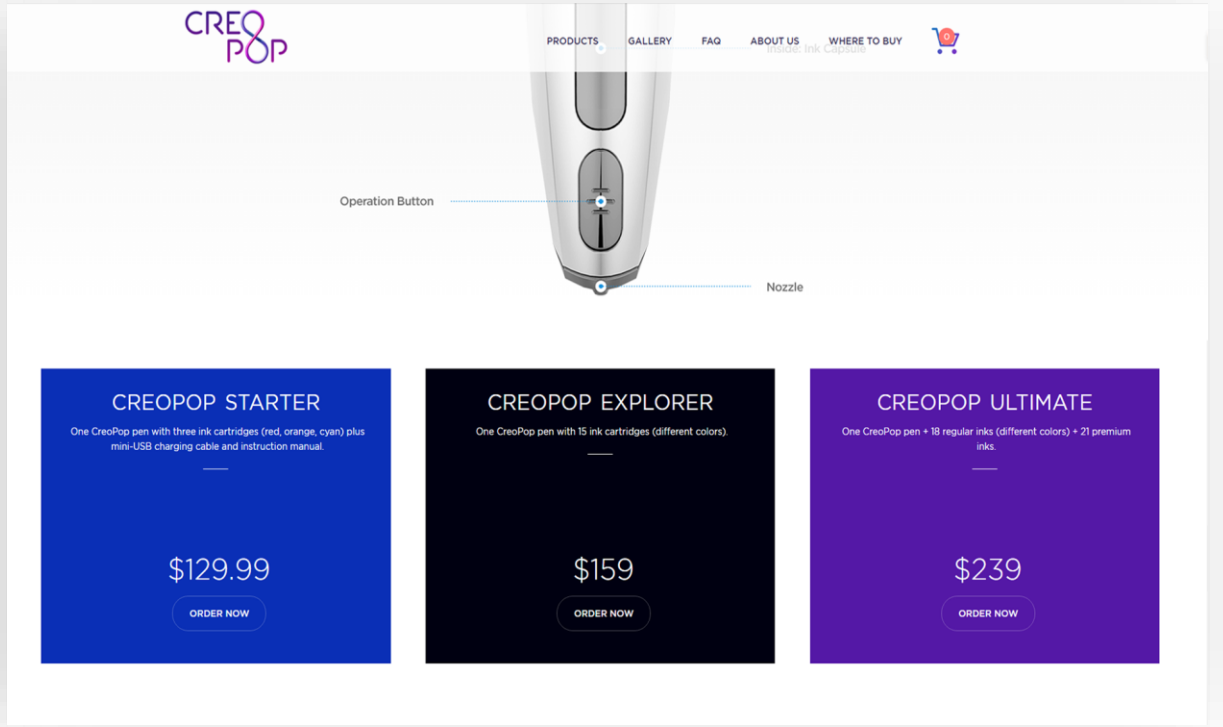 CREO
POP
PRODUCTS GALLERY FAQ ABOUT US WHERE TO BUY 0
Inside: Ink Capsule
Operation Button
Nozzle
CREOPOP STARTER
One CreoPop pen with three ink cartridges (red, orange, cyan) plus
mini-USB charging cable and instruction manual.
$129.99
ORDER NOW
CREOPOP EXPLORER
One CreoPop pen with 15 ink cartridges (different colors).
$159
ORDER NOW
CREOPOP ULTIMATE
One CreoPop pen + 18 regular inks (different colors) + 21 premium
inks.
$239
ORDER NOW